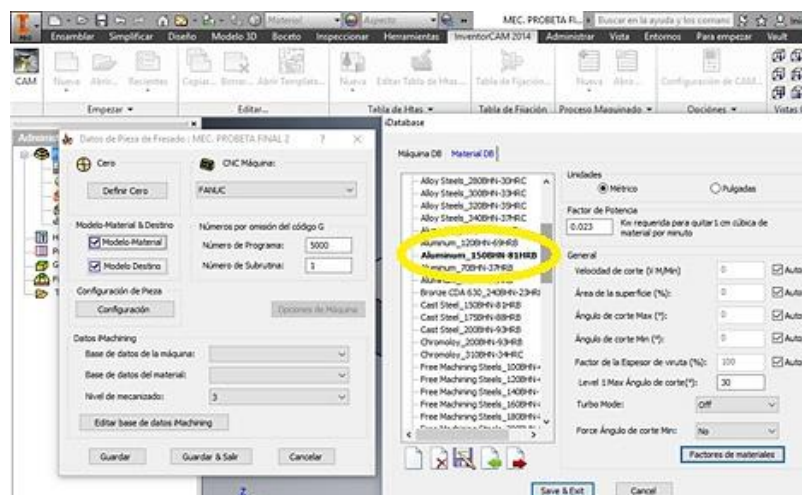 Material
Aspecto
MEC. PROBETA FI...
Buscar en la ayuda y los comand
Ensamblar Simplificar Diseño Modelo 3D Boceto Inspeccionar Herramientas InventorCAM 2014 Administrar Vista Entornos Para empezar Vault
CAM Nueva Abrir... Recientes Copiar... Borrar... Abrir Templata... Nueva Editar Tabla de Htas... Tabla de Fijación... Nueva Abrir... Configuración de CAM...
Empezar Editar... Tabla de Htas Tabla de Fijación Proceso Maquinado Opciónes Vistas
Datos de Pieza de Fresado : MEC. PROBETA FINAL 2
Cero
CNC Máquina:
Definir Cero
FANUC
Modelo-Material & Destino
Números por omisión del código G
Modelo-Material
Número de Programa: 5000
Modelo Destino
Número de Subrutina: 1
Configuración de Pieza
Configuración
Opciones de Máquina
Datos Machining
Base de datos de la máquina:
Base de datos del material:
Nivel de mecanizado: 3
Editar base de datos Machining
Guardar
Guardar & Salir
Cancelar
iDatabase
Máquina DB Material DB
Alloy Steels_280BHN-30HRC
Alloy Steels_300BHN-33HRC
Alloy Steels_320BHN-35HRC
Alloy Steels_340BHN-37HRC
Aluminum_120BHN-69HRB
Aluminum_150BHN-81HRB
Aluminum_70BHN-37HRB
Bronze CDA 630_240BHN-23HR
Cast Steel_150BHN-81HRB
Cast Steel_175BHN-88HRB
Cast Steel_200BHN-93HRB
Chromoloy_200BHN-93HRB
Chromoloy_310BHN-34HRC
Free Machining Steels_100BHN-
Free Machining Steels_120BHN-
Free Machining Steels_140BHN-
Free Machining Steels_160BHN-
Free Machining Steels_180BHN-
Unidades
Métrico
Pulgadas
Factor de Potencia
0.023 Kw requerida para quitar 1 cm cúbica de
material por minuto
General
Velocidad de corte (V M/Min) 0 Auto
Área de la superficie (%): 0 Auto
Ángulo de corte Max (º): 0 Auto
Ángulo de corte Min (º): 0 Auto
Factor de la Espesor de viruta (%): 100 Auto
Level 1 Max Ángulo de corte(º): 30
Turbo Mode: Off
Force Ángulo de corte Min: No
Factores de materiales
Save & Exit
Cancel